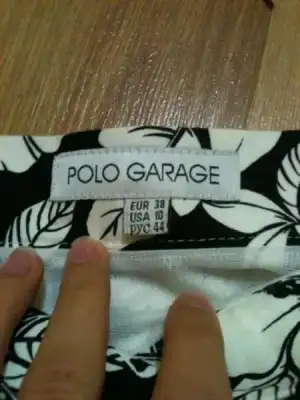 POLO GARAGE
EUR 38
USA 10
РУС 44